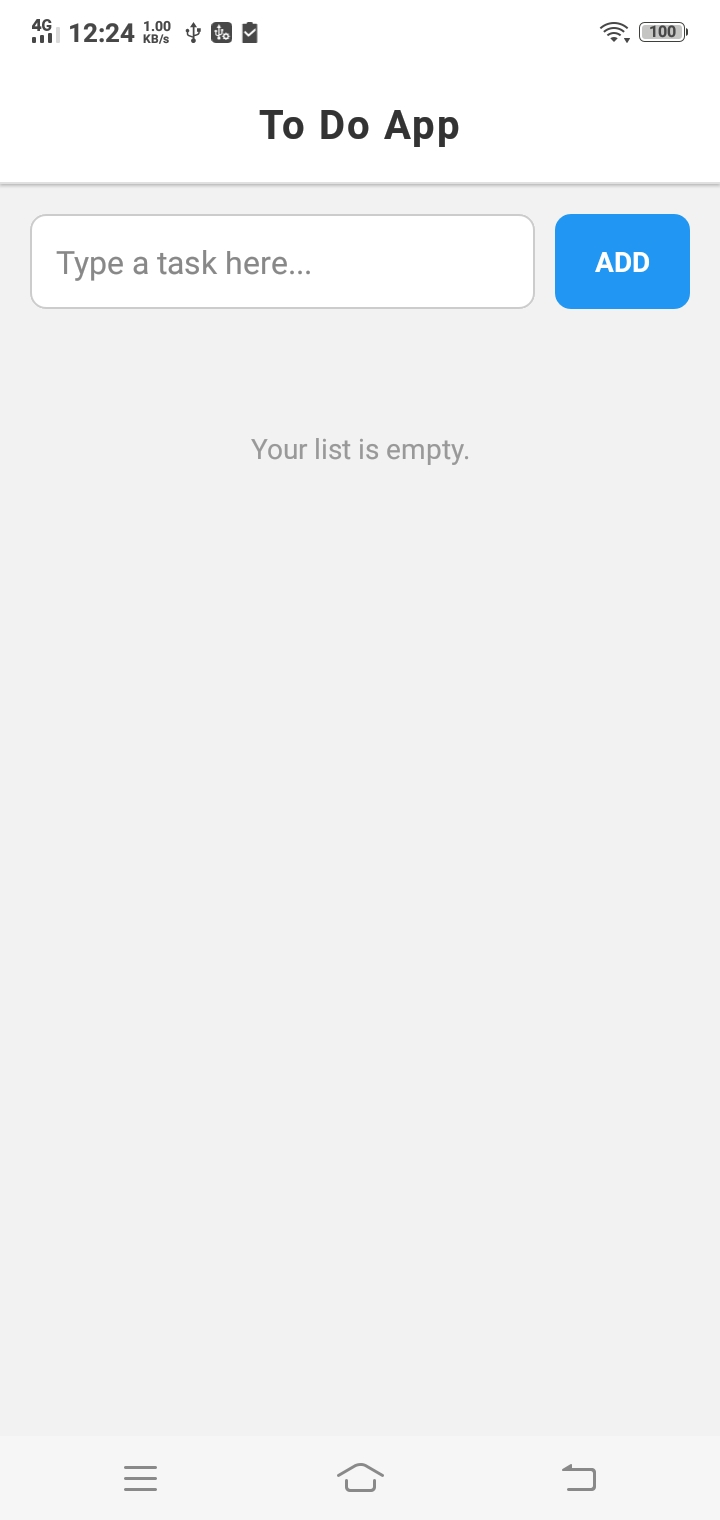 4G 12:24 1.00 KB/s 100
To Do App
Type a task here... ADD
Your list is empty.